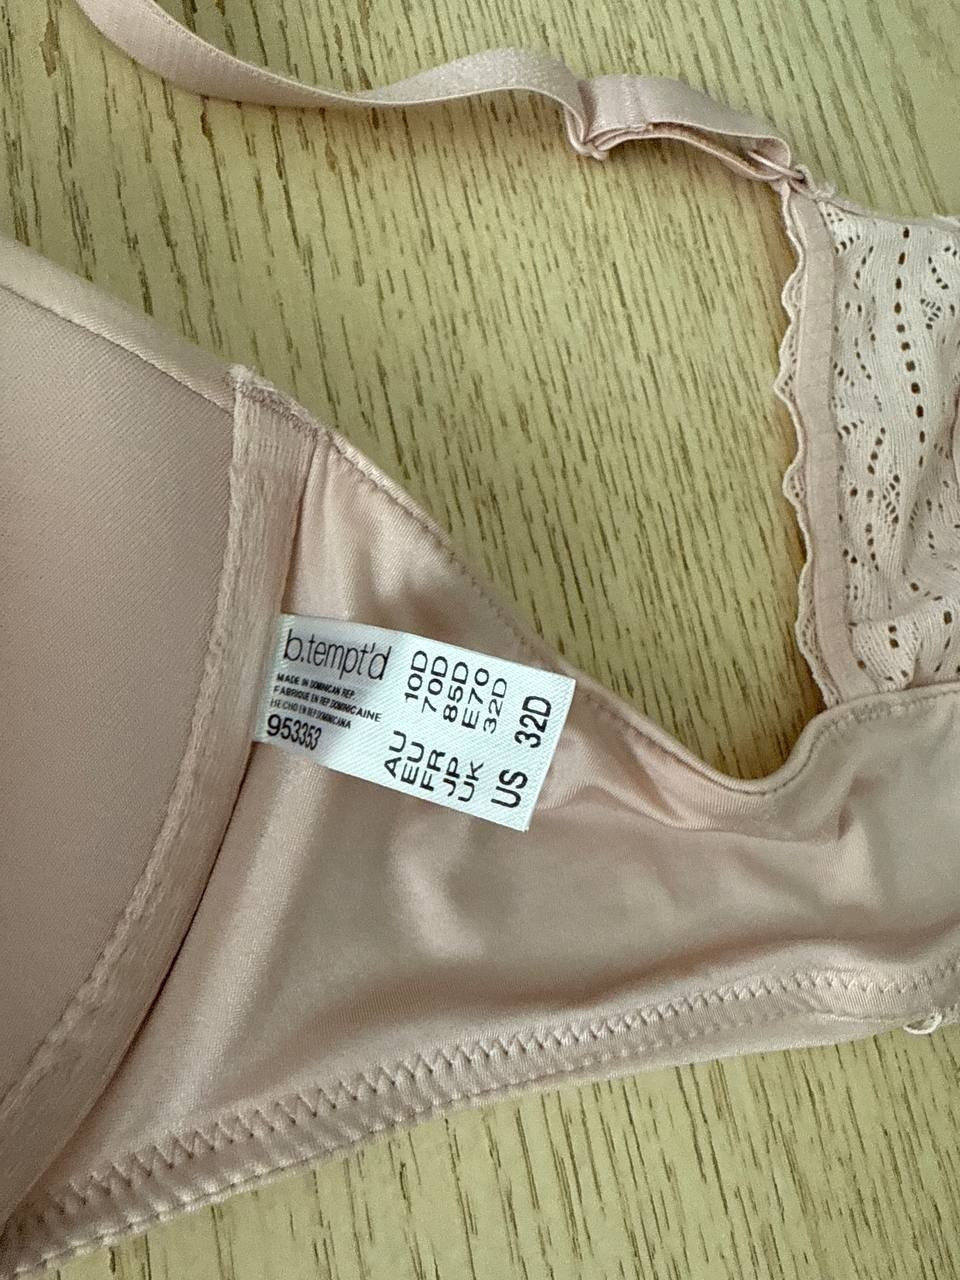 b.tempt'd
MADE IN DOMINICAN REP.
FABRIQUE EN REP.DOMINICAINE
HECHO EN REP.DOMINICANA
953353
AU 10D
EU 70D
FR 85D
JP E70
UK 32D
US 32D